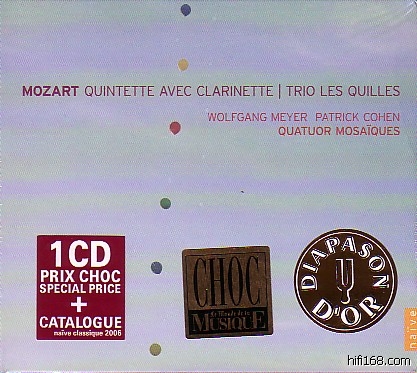 MOZART QUINTETTE AVEC CLARINETTE | TRIO LES QUILLES
WOLFGANG MEYER PATRICK COHEN
QUATUOR MOSAÏQUES
1CD
PRIX CHOC
SPECIAL PRICE
+
CATALOGUE
naïve classique 2006
CHOC
Le Monde de la
MUSIQUE
DIAPASON
D'OR
naïve
hifi168.com